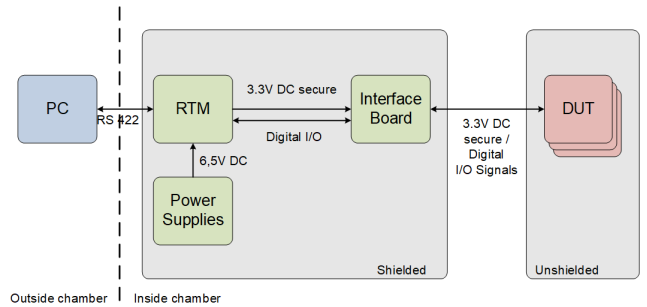 PC
RS 422
RTM
3.3V DC secure
Digital I/O
Interface
Board
6,5V DC
Power
Supplies
3.3V DC
secure /
Digital
I/O Signals
DUT
Shielded
Unshielded
Outside chamber
Inside chamber